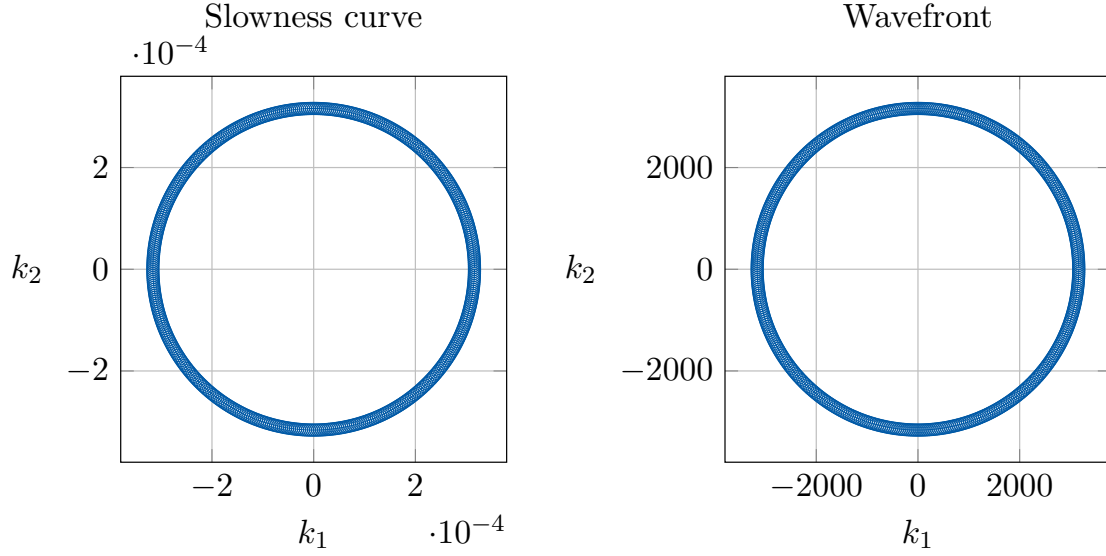 Slowness curve
·10⁻⁴
2
0
−2
k₂
−2 0 2
·10⁻⁴
k₁
Wavefront
2000
0
−2000
k₂
−2000 0 2000
k₁